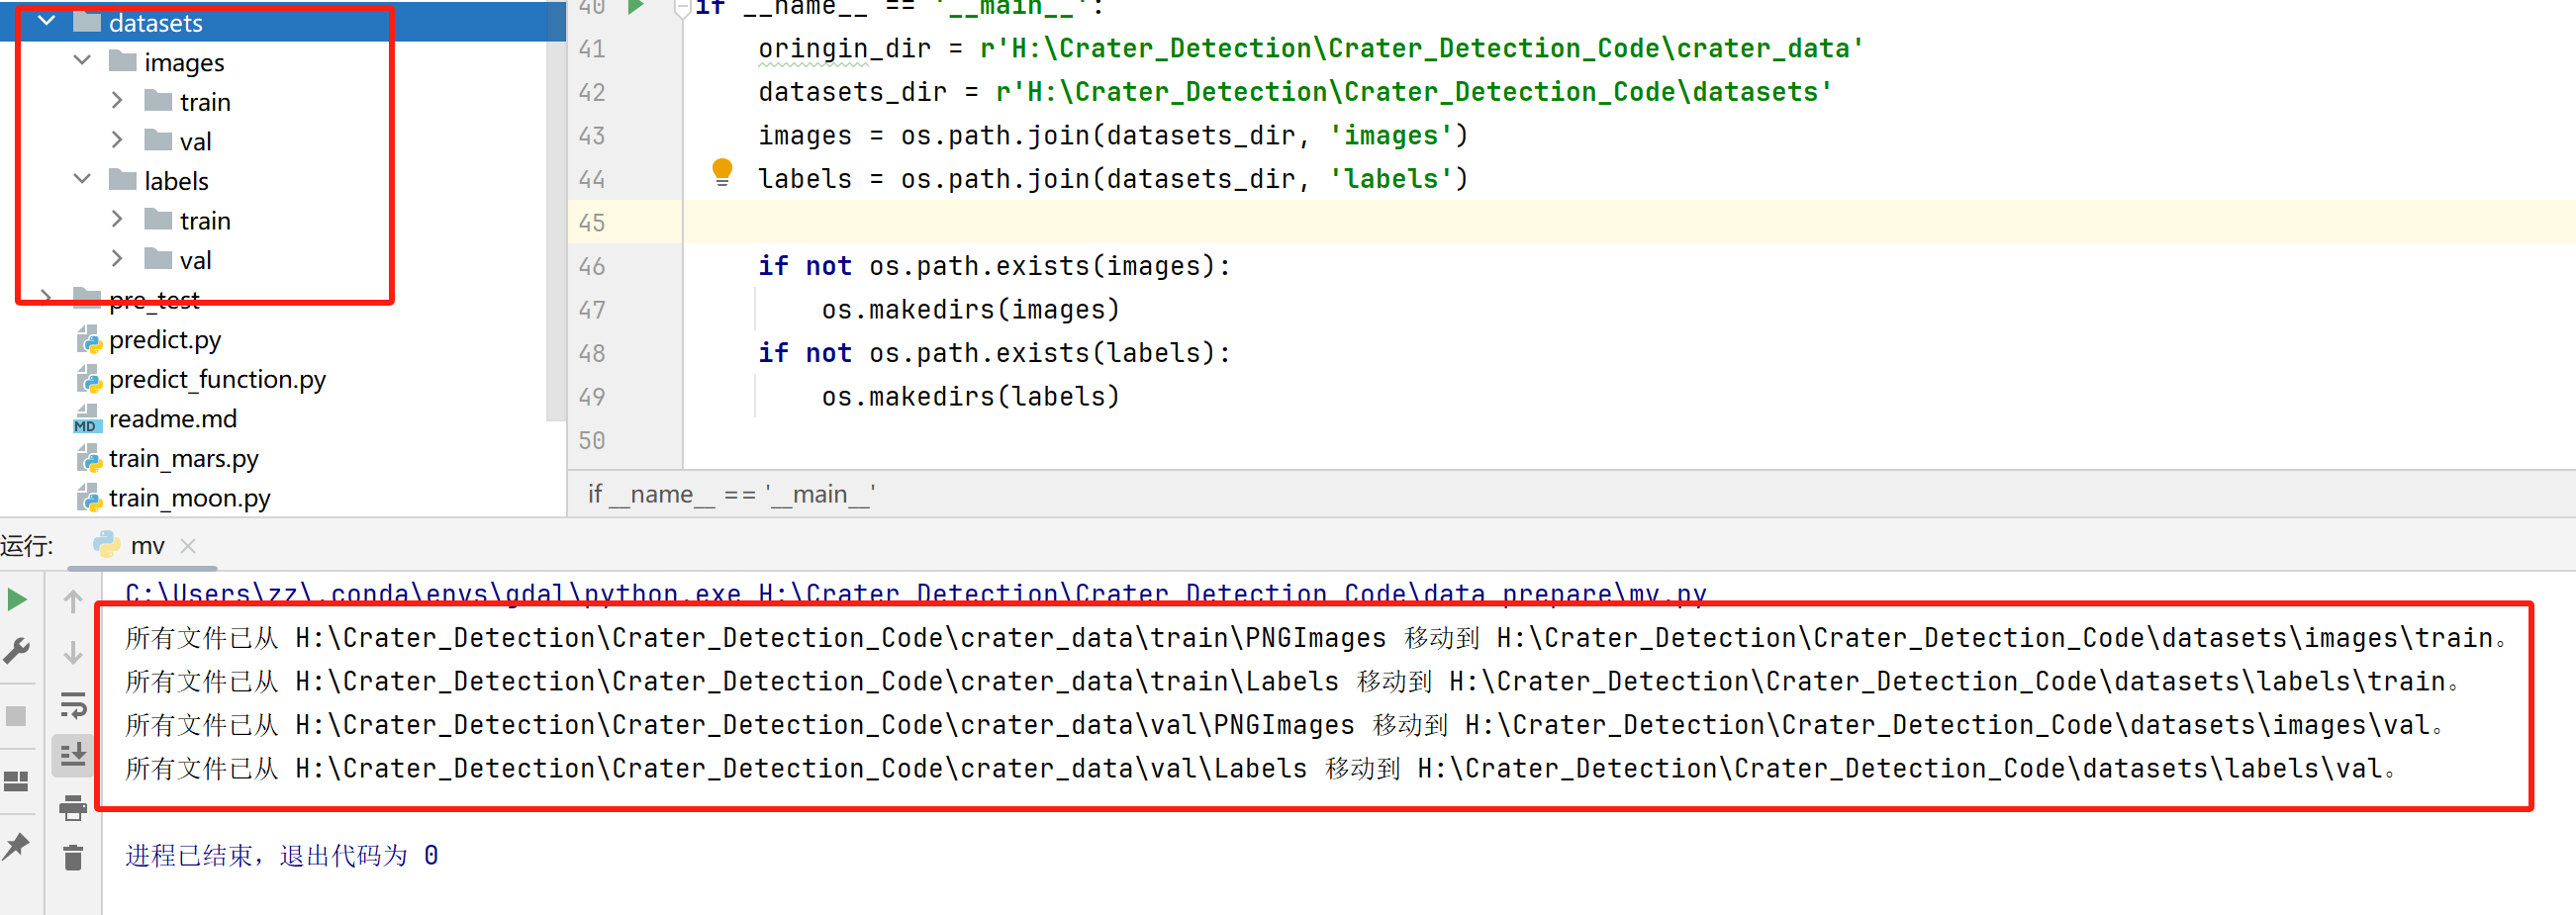 datasets
images
train
val
labels
train
val
pre_test
predict.py
predict_function.py
readme.md
train_mars.py
train_moon.py
40 if __name__ == '__main__':
41 oringin_dir = r'H:\Crater_Detection\Crater_Detection_Code\crater_data'
42 datasets_dir = r'H:\Crater_Detection\Crater_Detection_Code\datasets'
43 images = os.path.join(datasets_dir, 'images')
44 labels = os.path.join(datasets_dir, 'labels')
45
46 if not os.path.exists(images):
47 os.makedirs(images)
48 if not os.path.exists(labels):
49 os.makedirs(labels)
50
if __name__ == '__main__'
运行: mv
C:\Users\zz\.conda\envs\gdal\python.exe H:\Crater_Detection\Crater_Detection_Code\data_prepare\mv.py
所有文件已从 H:\Crater_Detection\Crater_Detection_Code\crater_data\train\PNGImages 移动到 H:\Crater_Detection\Crater_Detection_Code\datasets\images\train。
所有文件已从 H:\Crater_Detection\Crater_Detection_Code\crater_data\train\Labels 移动到 H:\Crater_Detection\Crater_Detection_Code\datasets\labels\train。
所有文件已从 H:\Crater_Detection\Crater_Detection_Code\crater_data\val\PNGImages 移动到 H:\Crater_Detection\Crater_Detection_Code\datasets\images\val。
所有文件已从 H:\Crater_Detection\Crater_Detection_Code\crater_data\val\Labels 移动到 H:\Crater_Detection\Crater_Detection_Code\datasets\labels\val。
进程已结束，退出代码为 0